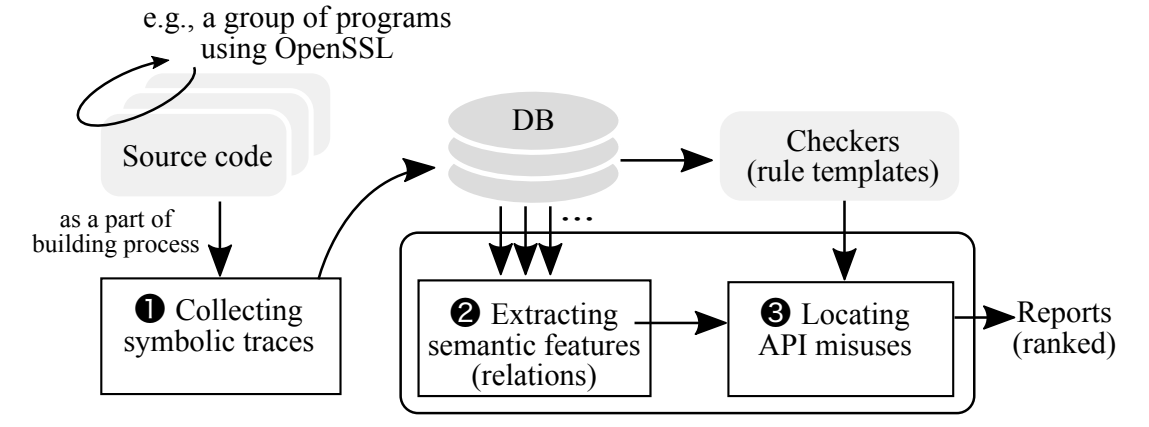 e.g., a group of programs
using OpenSSL
Source code
DB
Checkers
(rule templates)
as a part of
building process
...
❶ Collecting
symbolic traces
❷ Extracting
semantic features
(relations)
❸ Locating
API misuses
Reports
(ranked)